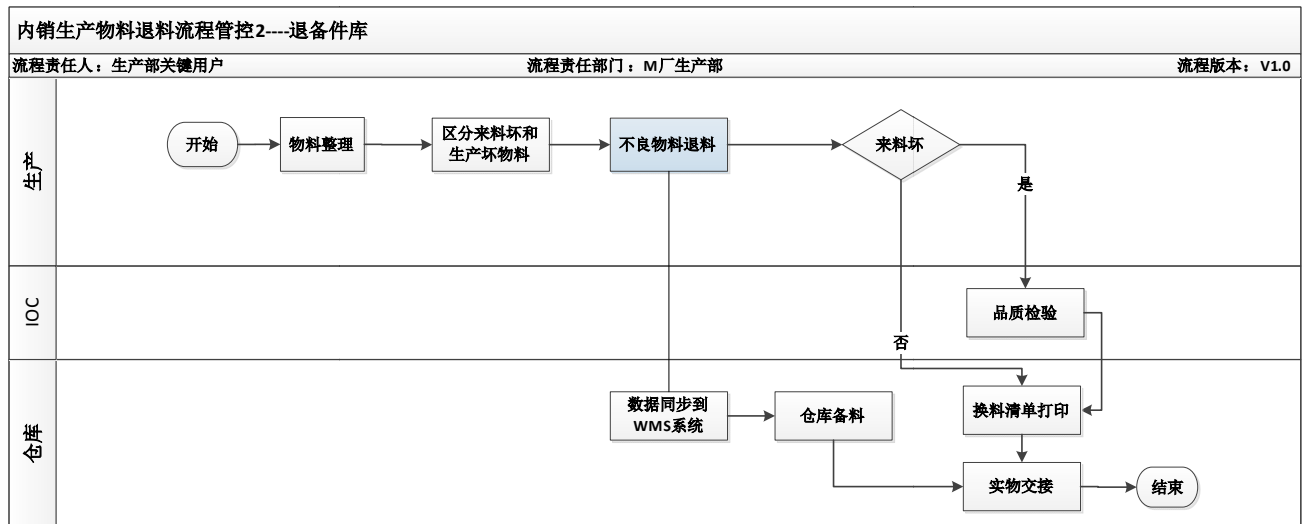 内销生产物料退料流程管控2----退备件库
流程责任人：生产部关键用户
流程责任部门：M厂生产部
流程版本：V1.0
生产
开始
物料整理
区分来料坏和
生产坏物料
不良物料退料
来料坏
是
IOC
品质检验
否
仓库
数据同步到
WMS系统
仓库备料
换料清单打印
实物交接
结束